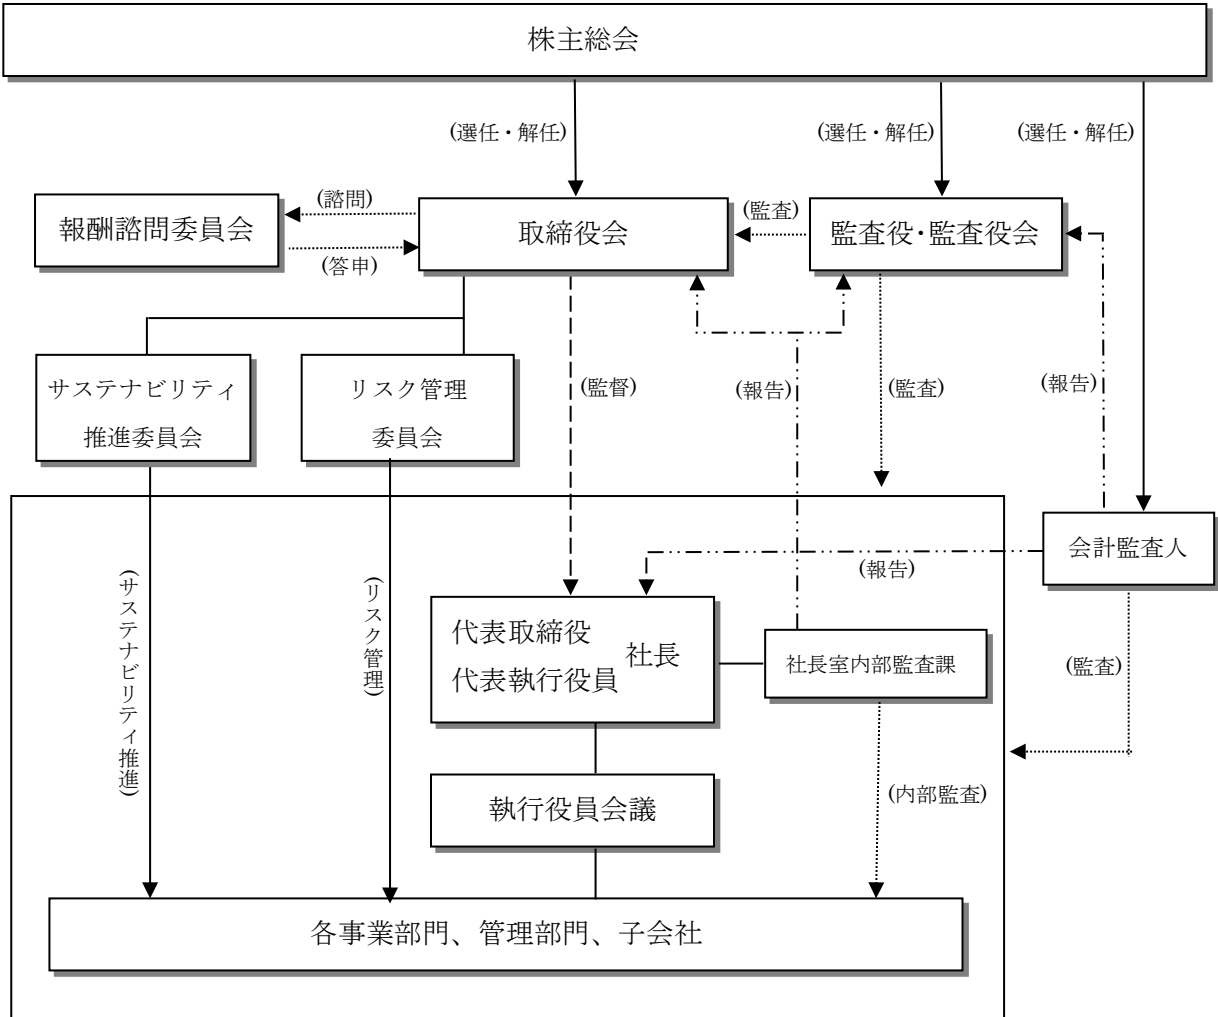 株主総会
(選任・解任)
(選任・解任)
(選任・解任)
報酬諮問委員会
(諮問)
(答申)
取締役会
(監査)
監査役・監査役会
サステナビリティ
推進委員会
リスク管理
委員会
(監督)
(報告)
(監査)
(報告)
会計監査人
(報告)
(サステナビリティ推進)
(リスク管理)
代表取締役
代表執行役員
社長
社長室内部監査課
(監査)
執行役員会議
(内部監査)
各事業部門、管理部門、子会社